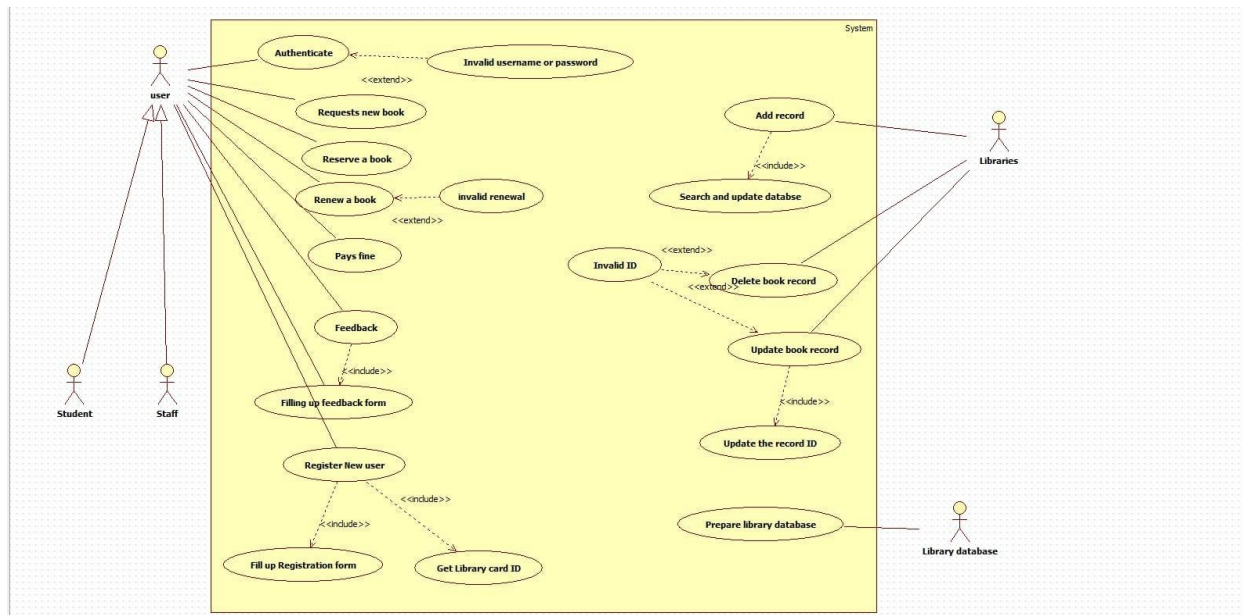 System
Authenticate
Invalid username or password
<<extend>>
user
Requests new book
Add record
Reserve a book
Libraries
<<include>>
Renew a book
invalid renewal
Search and update databse
<<extend>>
Pays fine
<<extend>>
Invalid ID
Delete book record
<<extend>>
Feedback
Update book record
<<include>>
Student
Staff
Filling up feedback form
<<include>>
Update the record ID
Register New user
<<include>>
<<include>>
Prepare library database
Library database
Fill up Registration form
Get Library card ID